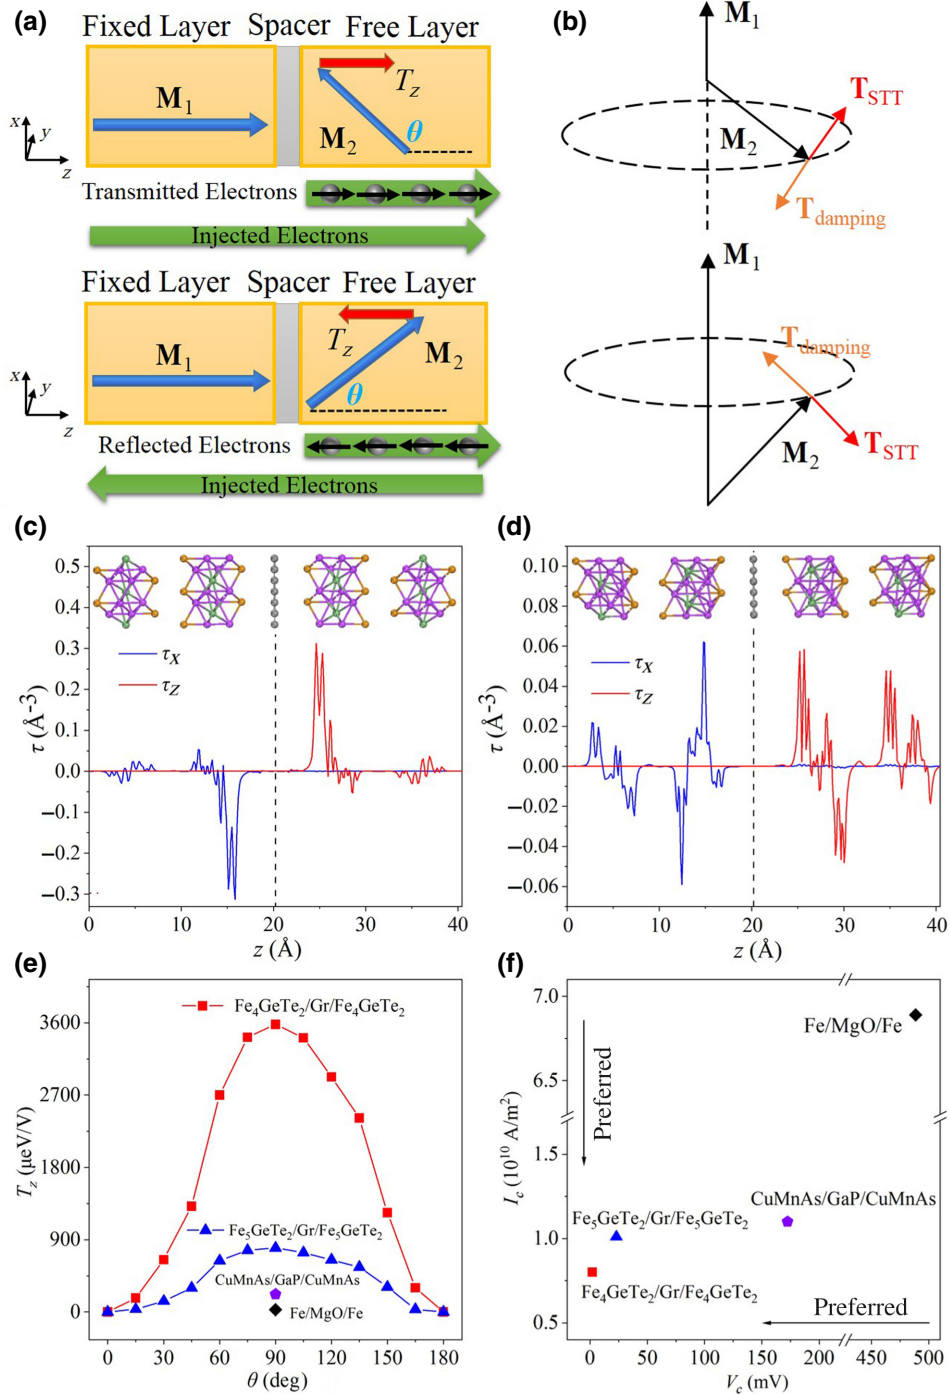 (a)
Fixed Layer Spacer Free Layer
M1
Tz
M2
θ
x
y
z
Transmitted Electrons
Injected Electrons
Fixed Layer Spacer Free Layer
M1
Tz
M2
θ
x
y
z
Reflected Electrons
Injected Electrons
(b)
M1
TSTT
M2
Tdamping
M1
Tdamping
M2
TSTT
(c)
0.5
0.4
0.3
0.2
0.1
0.0
−0.1
−0.2
−0.3
τ (Å-3)
τX
τZ
0 10 20 30 40
z (Å)
(d)
0.10
0.08
0.06
0.04
0.02
0.00
−0.02
−0.04
−0.06
τ (Å-3)
τX
τZ
0 10 20 30 40
z (Å)
(e)
3600
2700
1800
900
0
Tz (μeV/V)
Fe4GeTe2/Gr/Fe4GeTe2
Fe5GeTe2/Gr/Fe5GeTe2
CuMnAs/GaP/CuMnAs
Fe/MgO/Fe
0 30 60 90 120 150 180
θ (deg)
(f)
7.0
6.5
1.5
1.0
0.5
Ic (10^10 A/m^2)
Preferred
Fe/MgO/Fe
CuMnAs/GaP/CuMnAs
Fe5GeTe2/Gr/Fe5GeTe2
Fe4GeTe2/Gr/Fe4GeTe2
Preferred
0 50 100 150 200 450 500
Vc (mV)